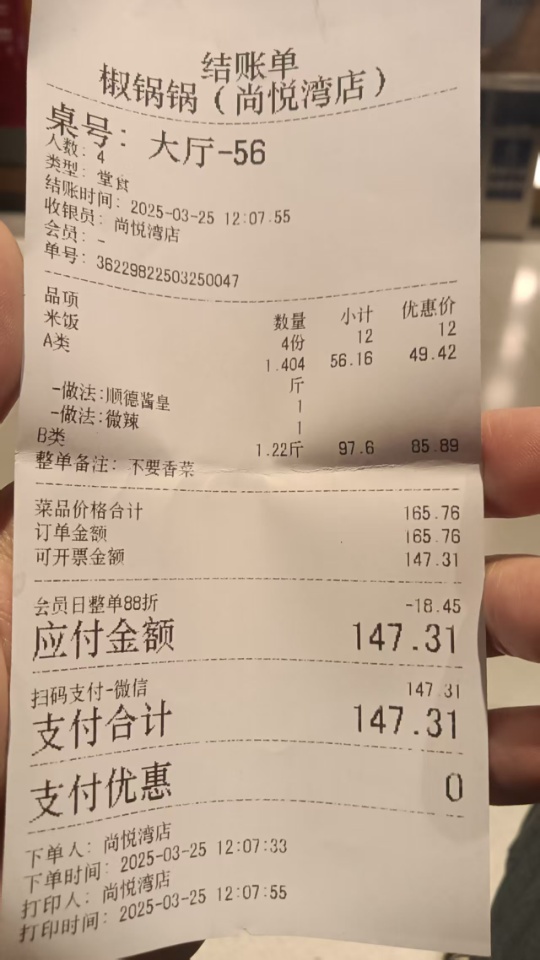 结账单
椒锅锅（尚悦湾店）
桌号: 大厅-56
人数: 4
类型: 堂食
结账时间: 2025-03-25 12:07:55
收银员: 尚悦湾店
会员: -
单号: 36229822503250047
品项 数量 小计 优惠价
米饭 4份 12 12
A类 1.404斤 56.16 49.42
-做法:顺德酱皇 1
-做法:微辣 1
B类 1.22斤 97.6 85.89
整单备注: 不要香菜
菜品价格合计 165.76
订单金额 165.76
可开票金额 147.31
会员日整单88折 -18.45
应付金额 147.31
扫码支付-微信 147.31
支付合计 147.31
支付优惠 0
下单人: 尚悦湾店
下单时间: 2025-03-25 12:07:33
打印人: 尚悦湾店
打印时间: 2025-03-25 12:07:55